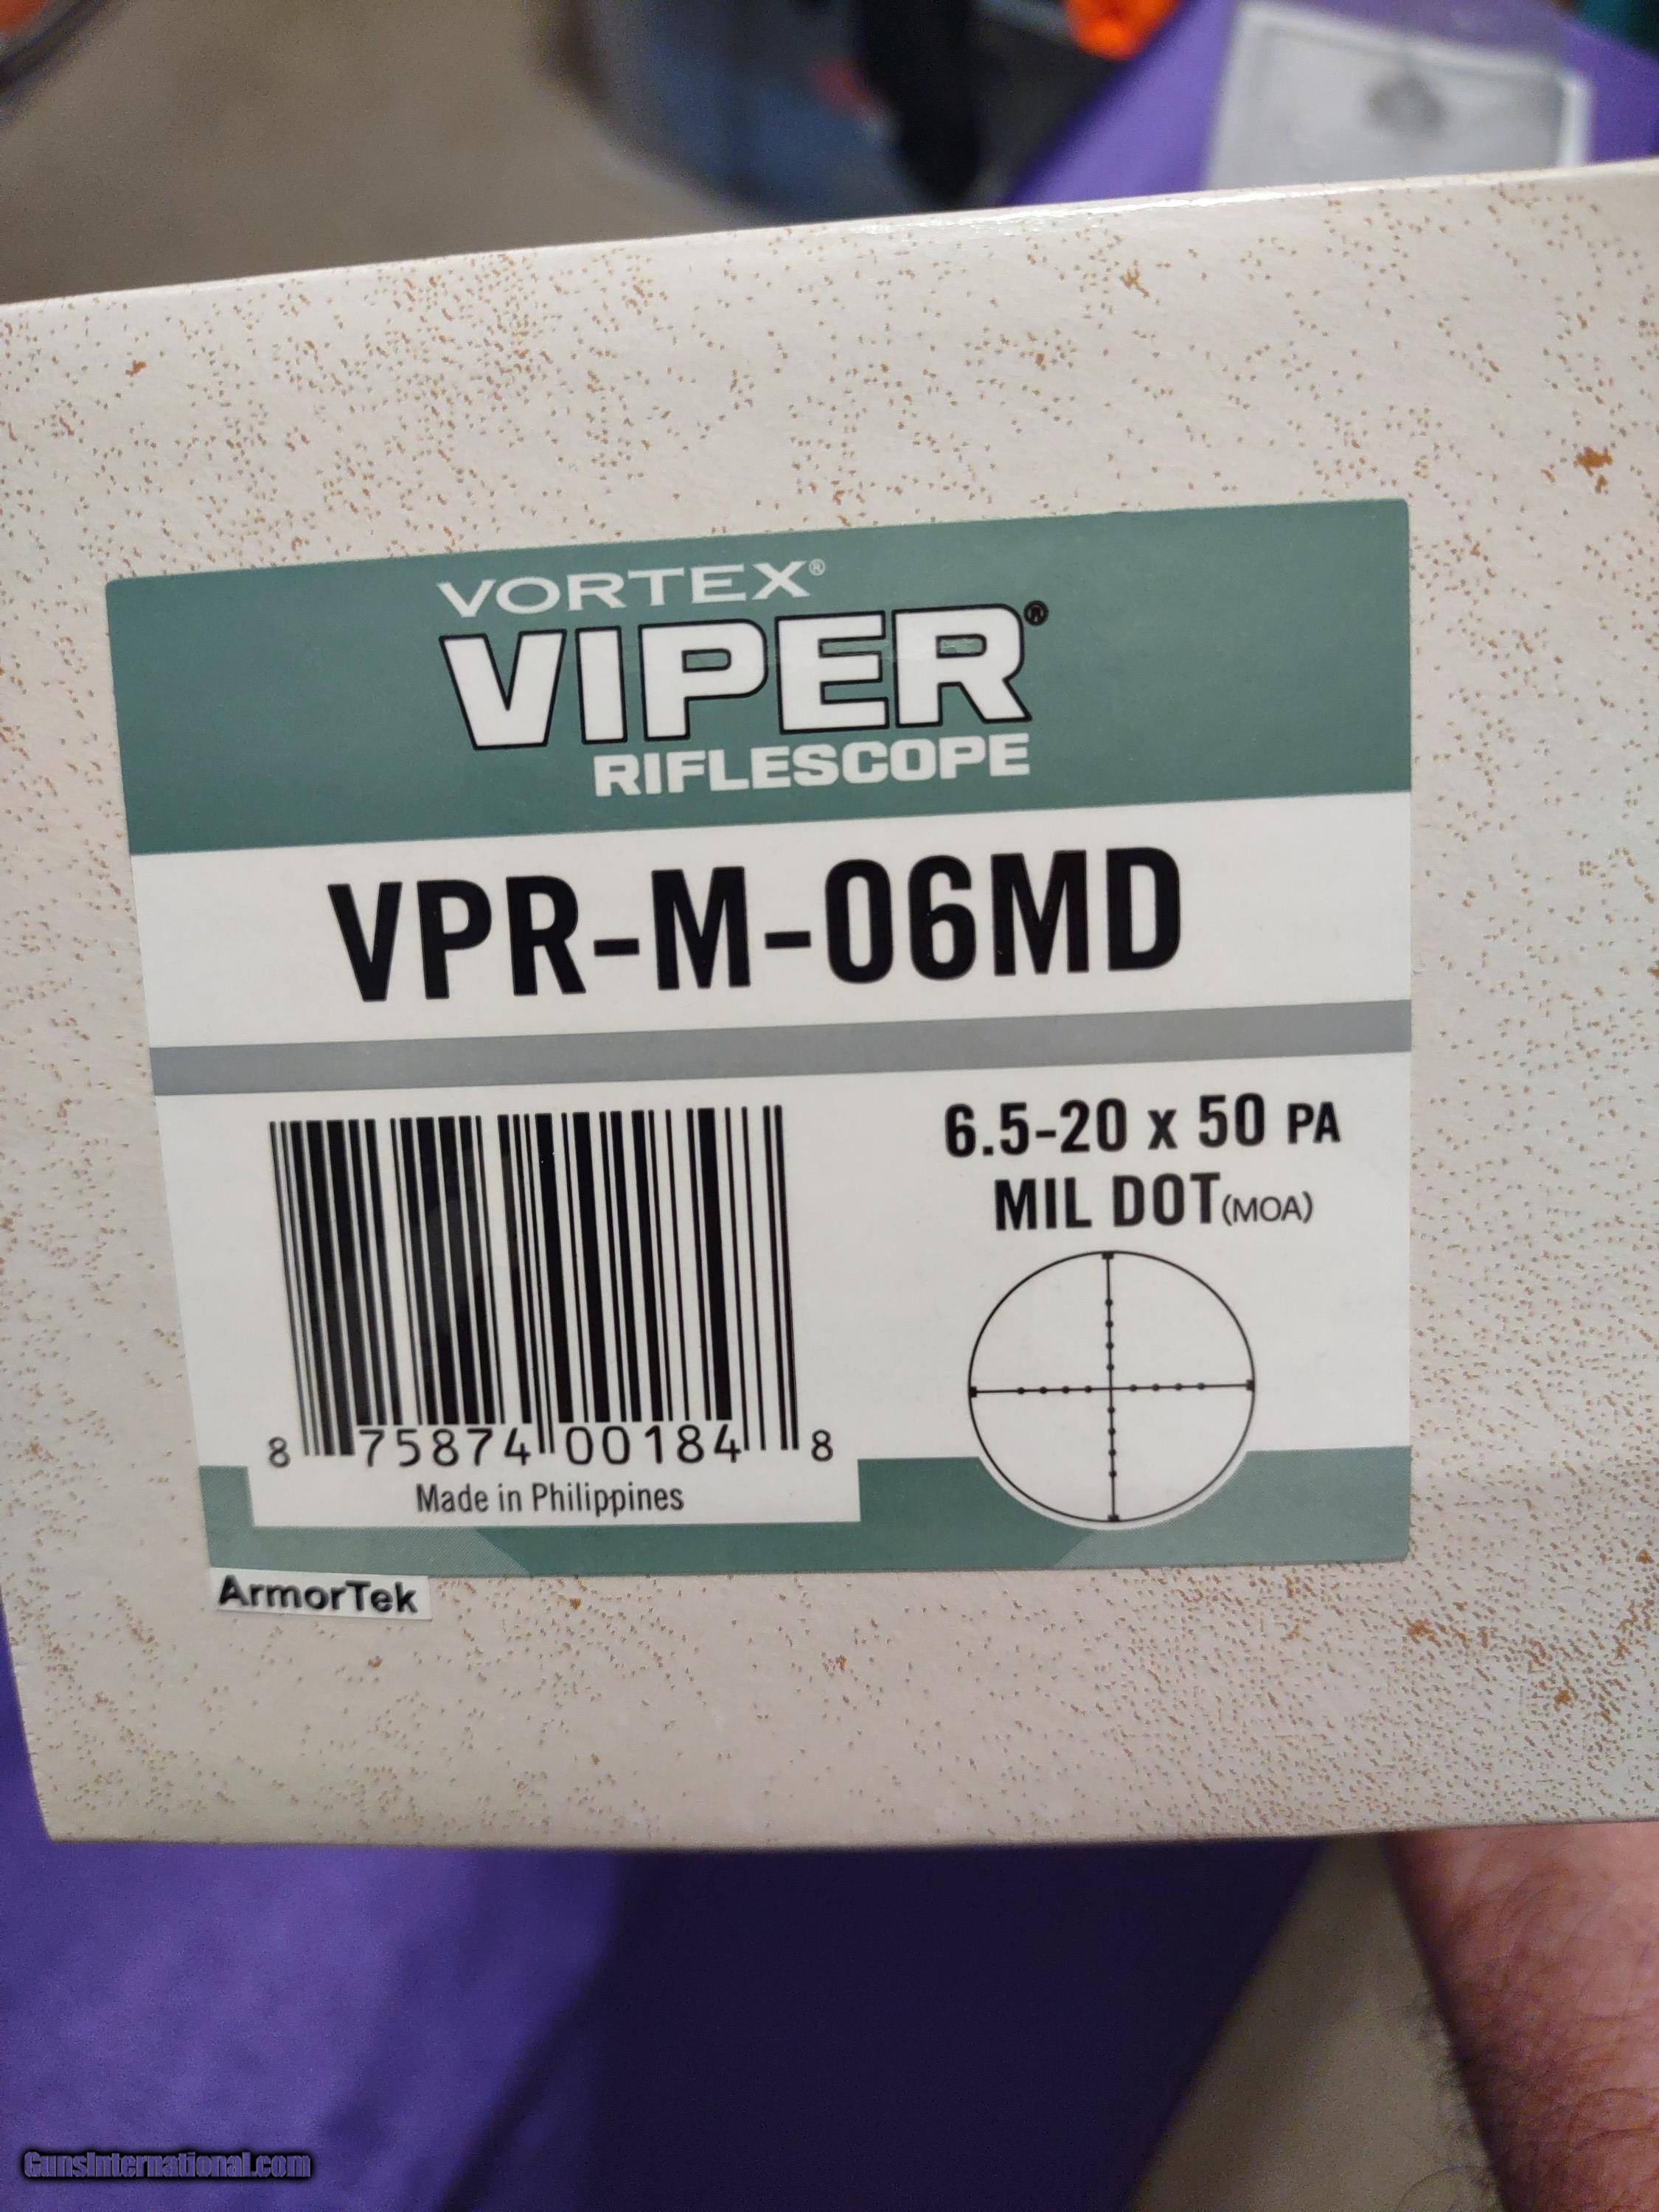 VORTEX®
VIPER®
RIFLESCOPE
VPR-M-06MD
6.5-20 x 50 PA
MIL DOT(MOA)
8 75874 00184 8
Made in Philippines
ArmorTek
GunsInternational.com